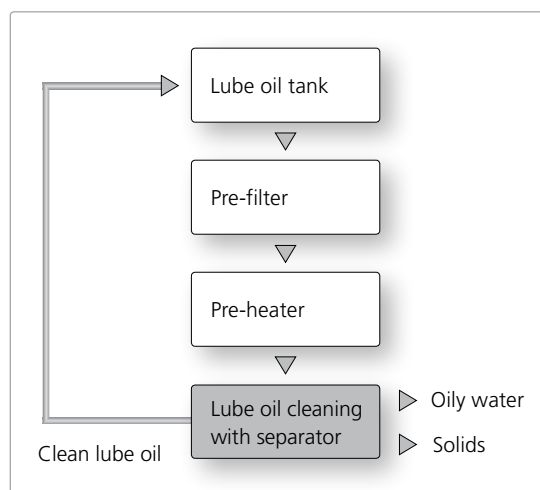 Lube oil tank
Pre-filter
Pre-heater
Lube oil cleaning
with separator
Oily water
Solids
Clean lube oil